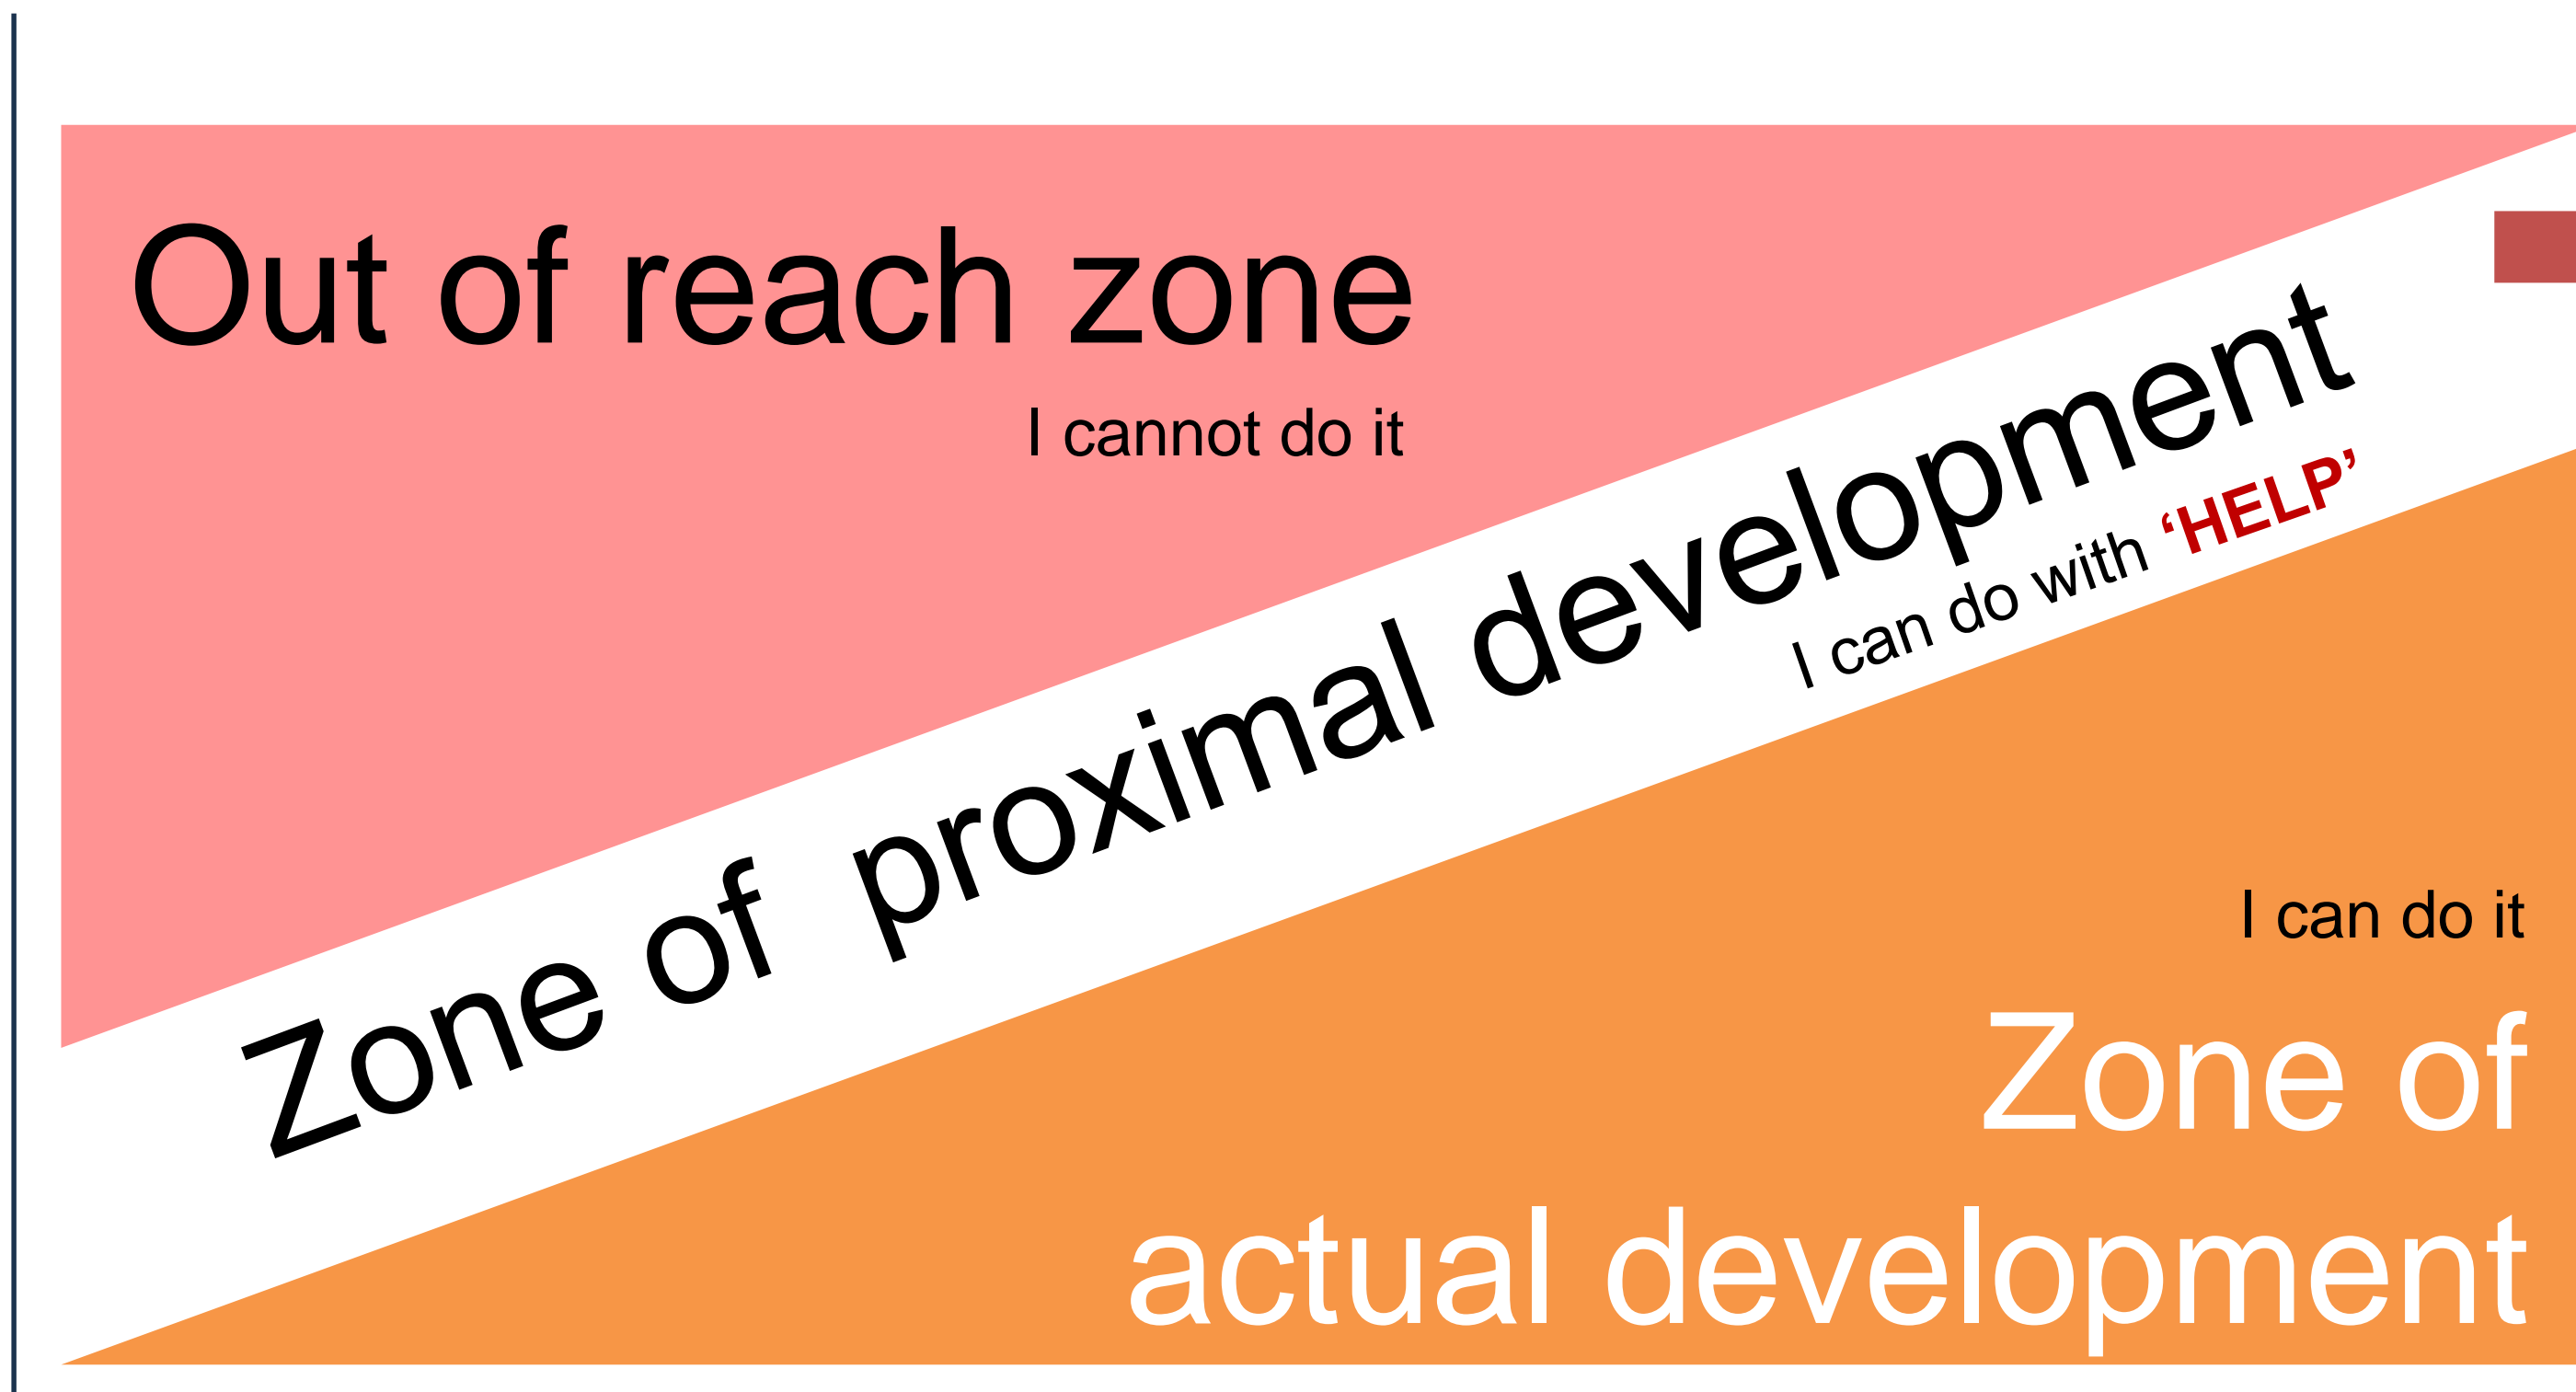 Out of reach zone
I cannot do it
Zone of  proximal development
I can do with ‘HELP’
I can do it
Zone of
actual development